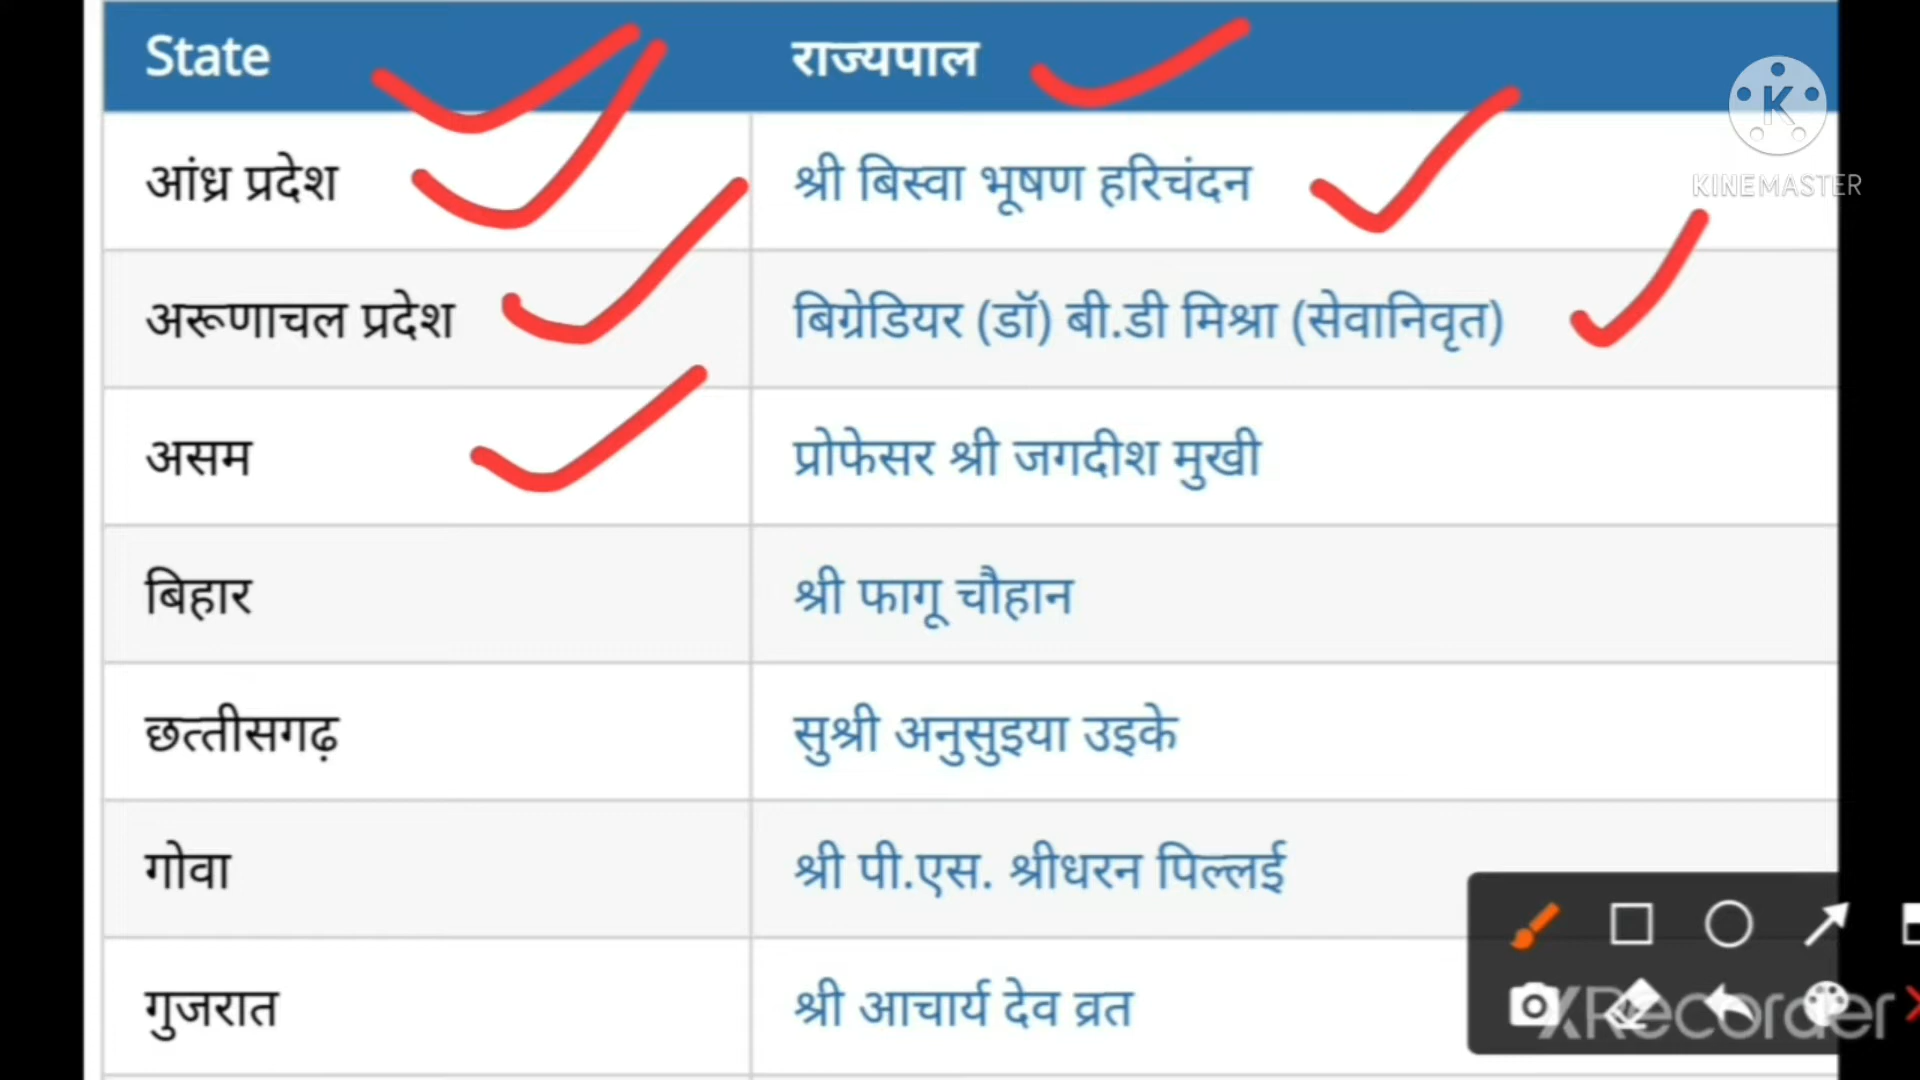 State राज्यपाल
आंध्र प्रदेश श्री बिस्वा भूषण हरिचंदन
अरूणाचल प्रदेश बिग्रेडियर (डॉ) बी.डी मिश्रा (सेवानिवृत)
असम प्रोफेसर श्री जगदीश मुखी
बिहार श्री फागू चौहान
छत्तीसगढ़ सुश्री अनुसुइया उइके
गोवा श्री पी.एस. श्रीधरन पिल्लई
गुजरात श्री आचार्य देव व्रत
K
KINEMASTER
XRecorder